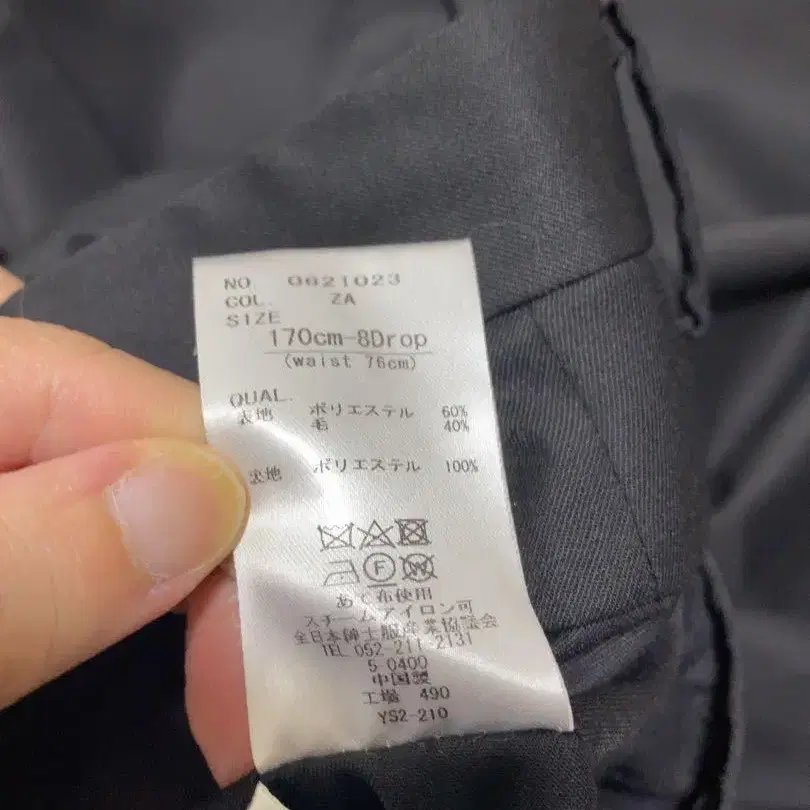 NO. 0621023
COL. ZA
SIZE
170cm-8Drop
(waist 76cm)
QUAL.
表地 ポリエステル 60%
毛 40%
裏地 ポリエステル 100%
F
W
あて布使用
スチームアイロン可
全日本紳士服産業協議会
TEL 052-211-2131
5-0400
中国製
工場 490
YS2-210